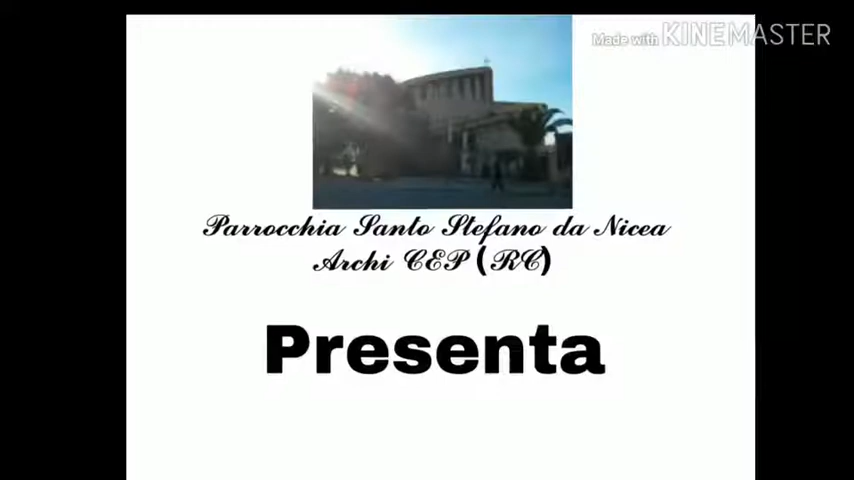 Made with KINEMASTER
Parrocchia Santo Stefano da Nicea
Archi CEP (RC)
Presenta